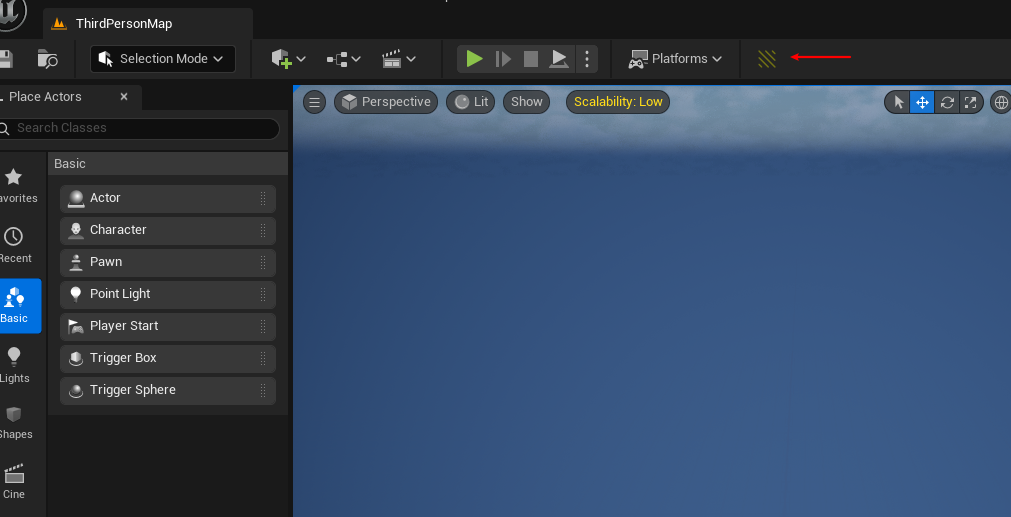 ThirdPersonMap
Selection Mode
Platforms
Place Actors
Search Classes
Perspective
Lit
Show
Scalability: Low
avorites
Recent
Basic
Lights
Shapes
Cine
Basic
Actor
Character
Pawn
Point Light
Player Start
Trigger Box
Trigger Sphere